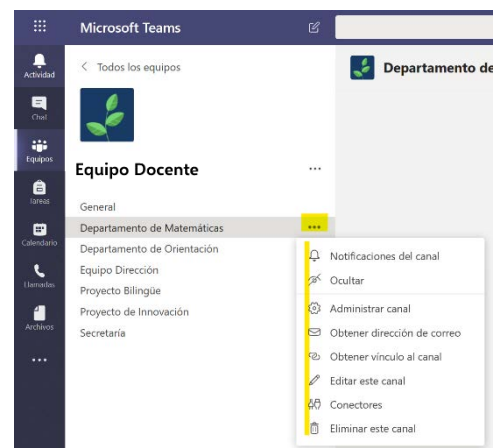 Microsoft Teams
Actividad
Chat
Equipos
Tareas
Calendario
Llamadas
Archivos
Todos los equipos
Equipo Docente
General
Departamento de Matemáticas
Departamento de Orientación
Equipo Dirección
Proyecto Bilingüe
Proyecto de Innovación
Secretaría
Departamento de
Notificaciones del canal
Ocultar
Administrar canal
Obtener dirección de correo
Obtener vínculo al canal
Editar este canal
Conectores
Eliminar este canal